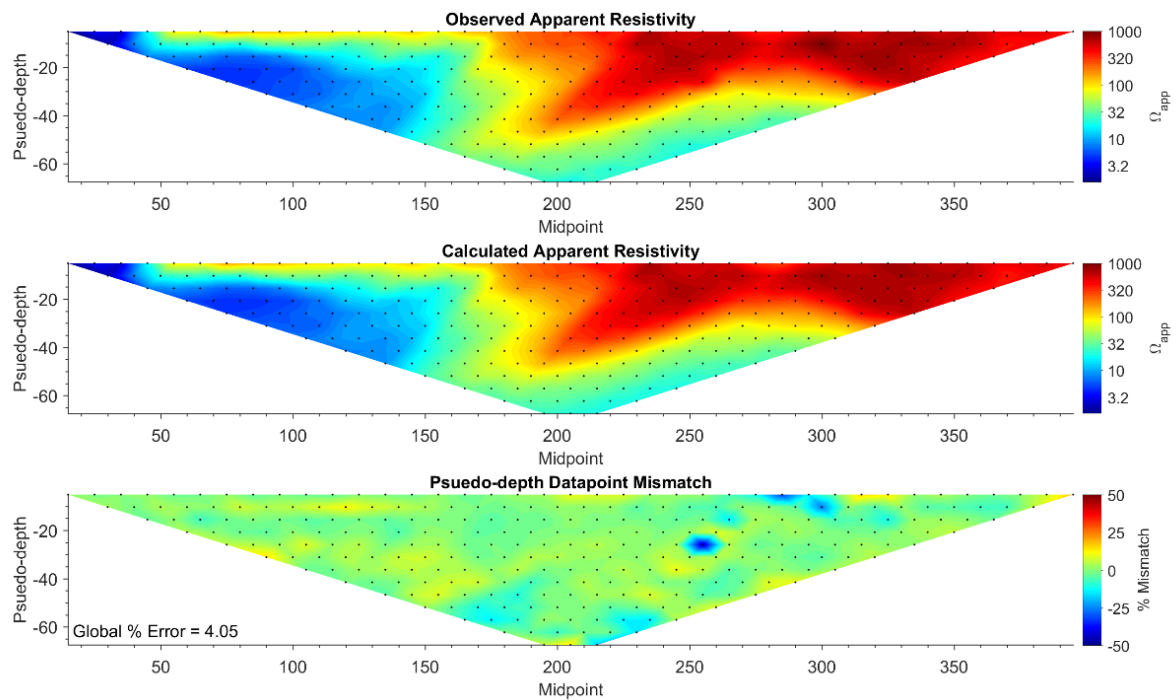 Observed Apparent Resistivity
Psuedo-depth
-20
-40
-60
50 100 150 200 250 300 350
Midpoint
1000
320
100
32
10
3.2
Ω_app
Calculated Apparent Resistivity
Psuedo-depth
-20
-40
-60
50 100 150 200 250 300 350
Midpoint
1000
320
100
32
10
3.2
Ω_app
Psuedo-depth Datapoint Mismatch
Psuedo-depth
-20
-40
-60
Global % Error = 4.05
50 100 150 200 250 300 350
Midpoint
50
25
0
-25
-50
% Mismatch